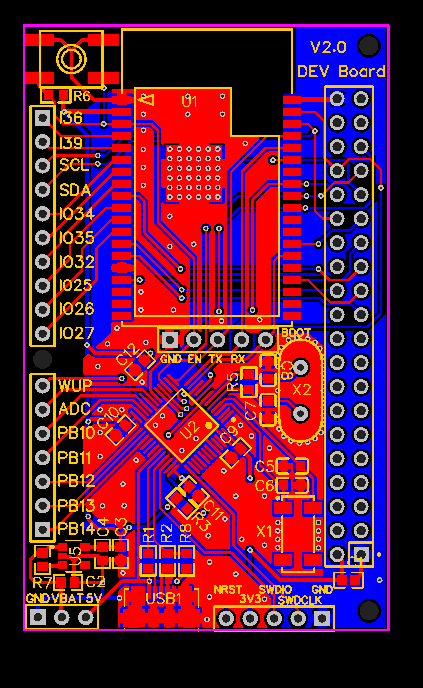 V2.0
DEV Board
R6
U1
I36
I39
SCL
SDA
IO34
IO35
IO32
IO25
IO26
IO27
BOOT
GND EN TX RX
C12
R5
C8
X2
WUP
ADC
C7
PB10
C10
U2
PB11
C9
C5
PB12
C6
PB13
C11
R3
PB14
X1
C4
C3
R1
R2
R8
U5
R7
C2
GND
VBAT
5V
USB1
NRST
3V3
SWDIO
SWDCLK
GND